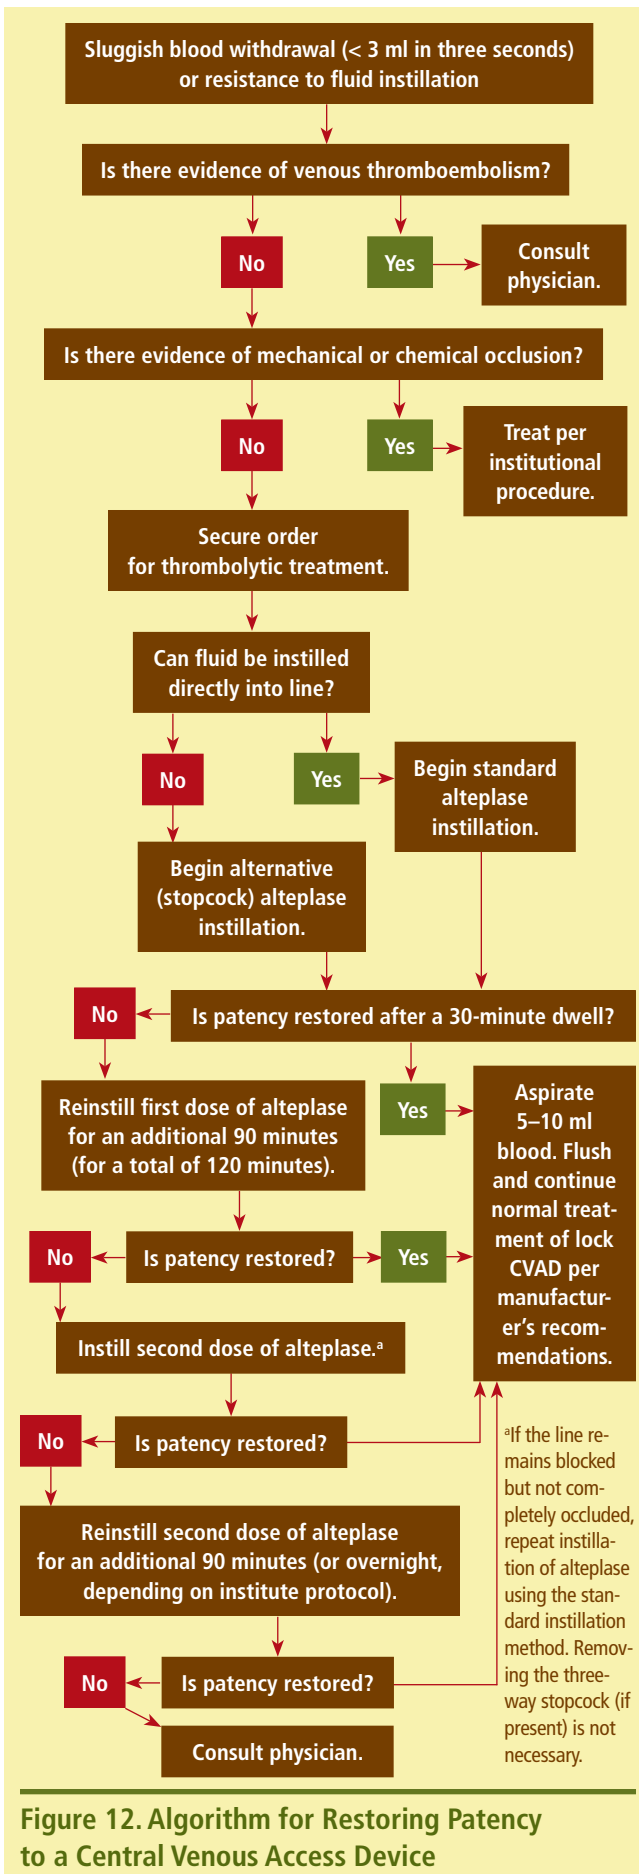 Sluggish blood withdrawal (< 3 ml in three seconds)
or resistance to fluid instillation
Is there evidence of venous thromboembolism?
No
Yes
Consult
physician.
Is there evidence of mechanical or chemical occlusion?
No
Yes
Treat per
institutional
procedure.
Secure order
for thrombolytic treatment.
Can fluid be instilled
directly into line?
No
Yes
Begin standard
alteplase
instillation.
Begin alternative
(stopcock) alteplase
instillation.
No
Is patency restored after a 30-minute dwell?
Reinstill first dose of alteplase
for an additional 90 minutes
(for a total of 120 minutes).
Yes
Aspirate
5–10 ml
blood. Flush
and continue
normal treat-
ment of lock
CVAD per
manufactur-
er’s recom-
mendations.
No
Is patency restored?
Yes
Instill second dose of alteplase.ᵃ
No
Is patency restored?
ᵃIf the line re-
mains blocked
but not com-
pletely occluded,
repeat instilla-
tion of alteplase
using the stan-
dard instillation
method. Remov-
ing the three-
way stopcock (if
present) is not
necessary.
Reinstill second dose of alteplase
for an additional 90 minutes (or overnight,
depending on institute protocol).
No
Is patency restored?
Consult physician.
Figure 12. Algorithm for Restoring Patency
to a Central Venous Access Device